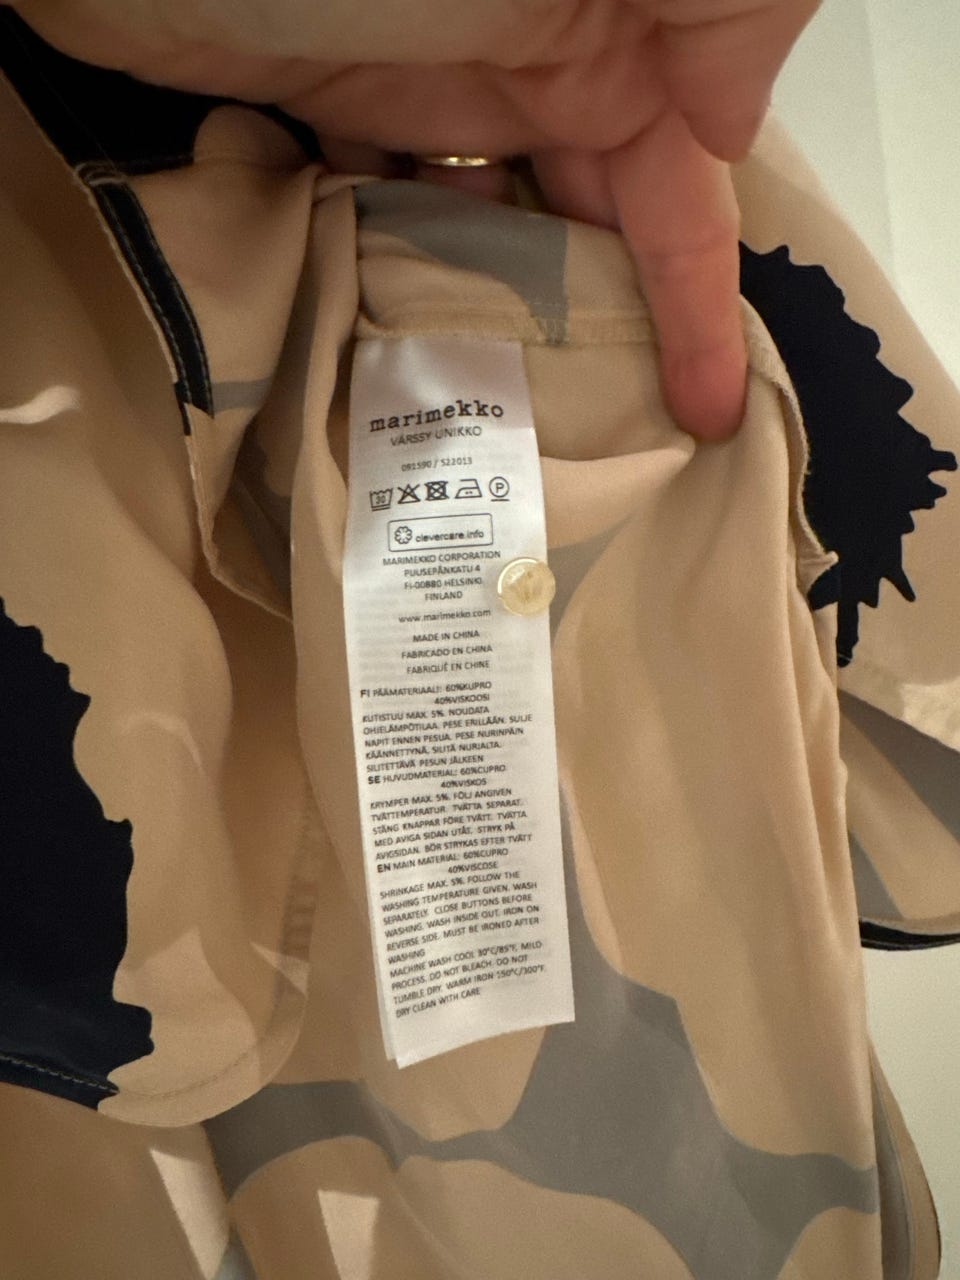 marimekko
VÄRSSY UNIKKO
091590 / 522013
30
P
clevercare.info
MARIMEKKO CORPORATION
PUUSEPÄNKATU 4
FI-00880 HELSINKI
FINLAND
www.marimekko.com
MADE IN CHINA
FABRICADO EN CHINA
FABRIQUÉ EN CHINE
FI PÄÄMATERIAALI: 60%KUPRO
40%VISKOOSI
KUTISTUU MAX. 5%. NOUDATA
OHJELÄMPÖTILAA. PESE ERILLÄÄN. SULJE
NAPIT ENNEN PESUA. PESE NURINPÄIN
KÄÄNNETTYNÄ, SILITÄ NURJALTA.
SILITETTÄVÄ PESUN JÄLKEEN
SE HUVUDMATERIAL: 60%CUPRO
40%VISKOS
KRYMPER MAX. 5%. FÖLJ ANGIVEN
TVÄTTEMPERATUR. TVÄTTA SEPARAT.
STÄNG KNAPPAR FÖRE TVÄTT. TVÄTTA
MED AVIGA SIDAN UTÅT. STRYK PÅ
AVIGSIDAN. BÖR STRYKAS EFTER TVÄTT
EN MAIN MATERIAL: 60%CUPRO
40%VISCOSE
SHRINKAGE MAX. 5%. FOLLOW THE
WASHING TEMPERATURE GIVEN. WASH
SEPARATELY. CLOSE BUTTONS BEFORE
WASHING. WASH INSIDE OUT. IRON ON
REVERSE SIDE. MUST BE IRONED AFTER
WASHING
MACHINE WASH COOL 30°C/85°F, MILD
PROCESS. DO NOT BLEACH. DO NOT
TUMBLE DRY. WARM IRON 150°C/300°F.
DRY CLEAN WITH CARE